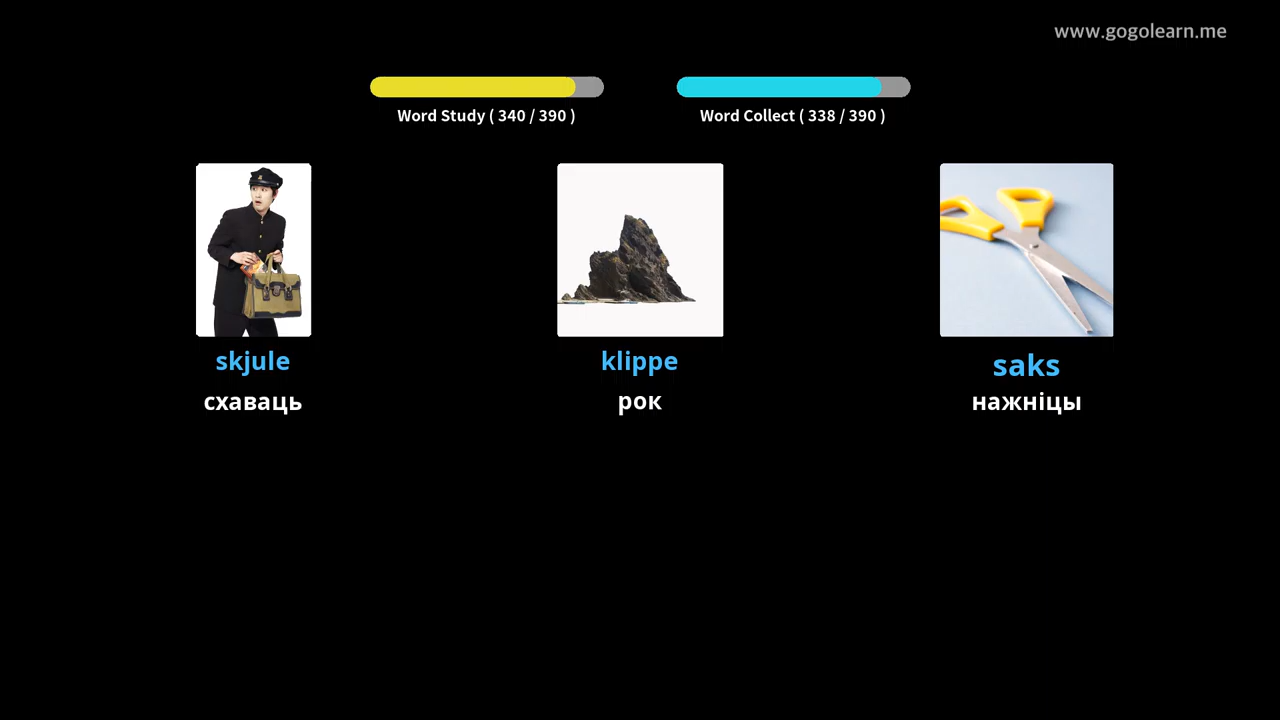 www.gogolearn.me
Word Study ( 340 / 390 )
Word Collect ( 338 / 390 )
skjule
klippe
saks
схаваць
рок
нажніцы